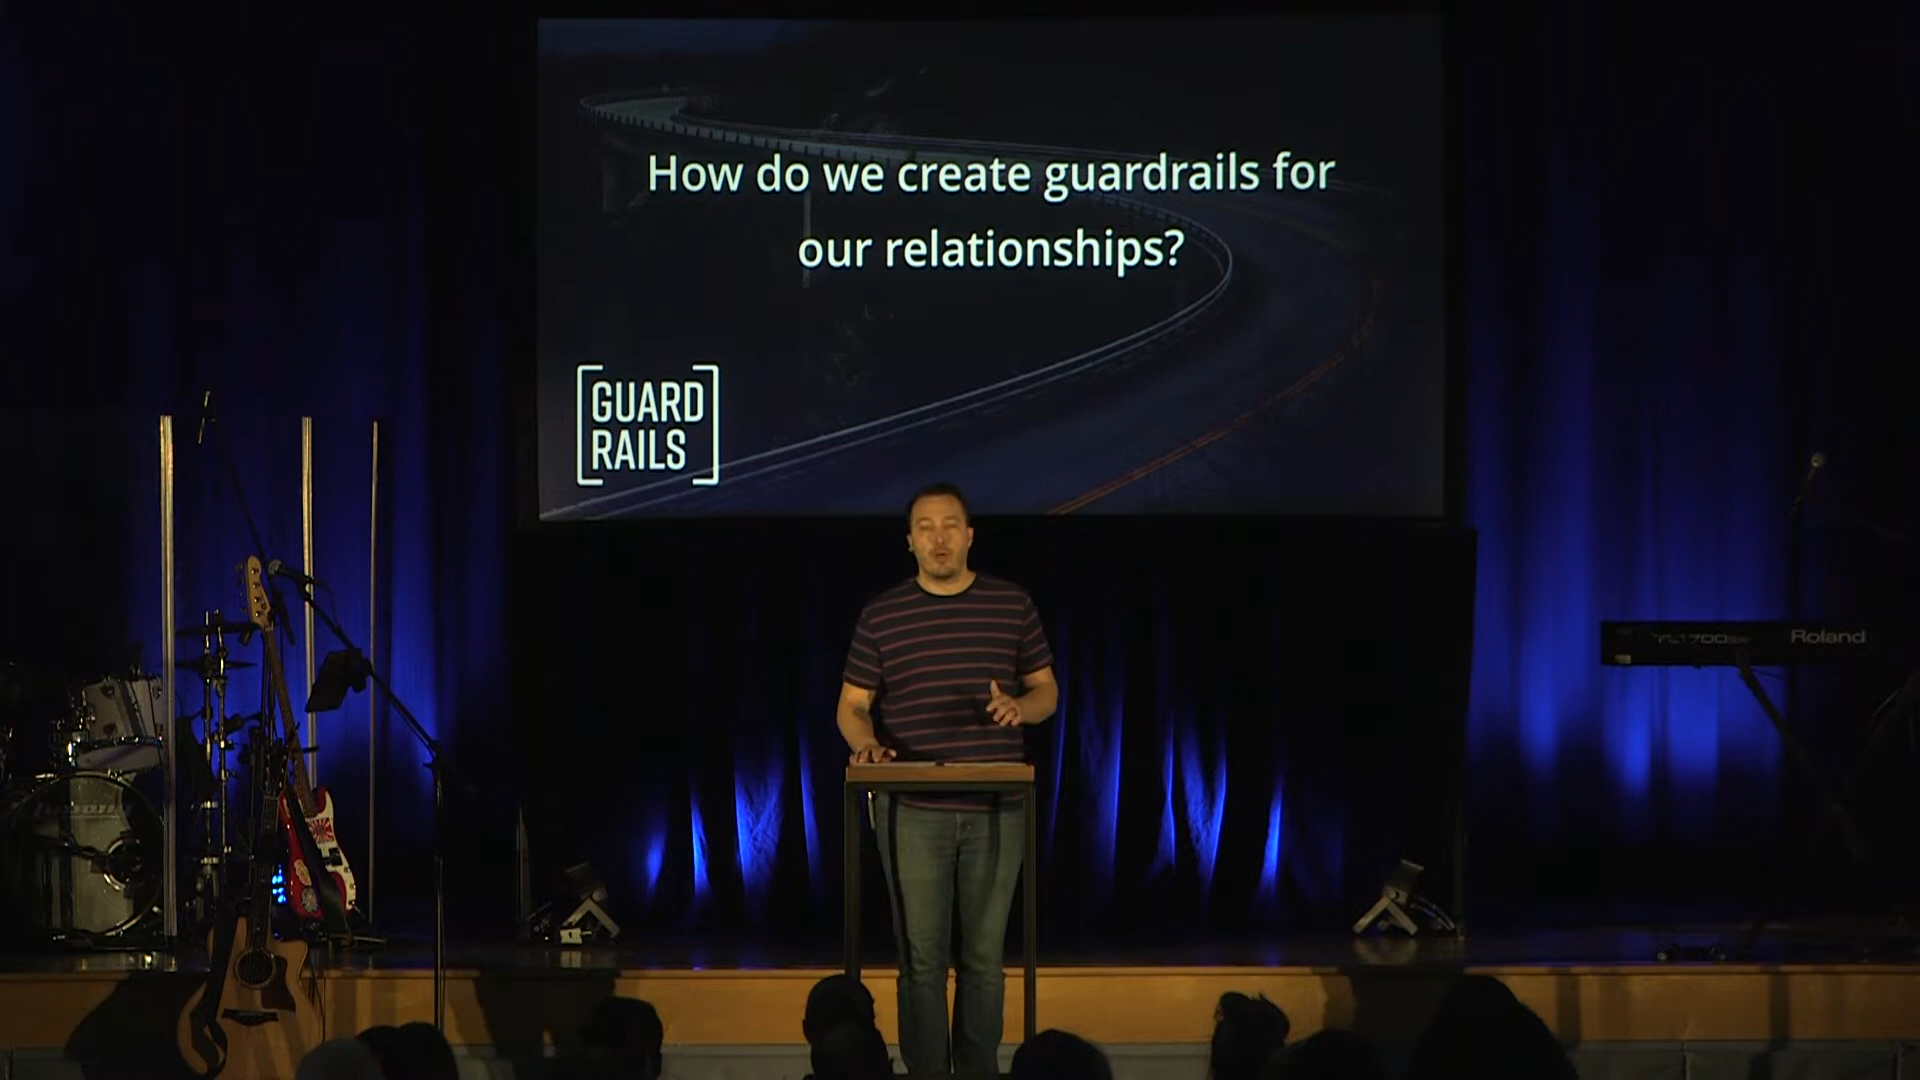 How do we create guardrails for
our relationships?
GUARD
RAILS
Roland